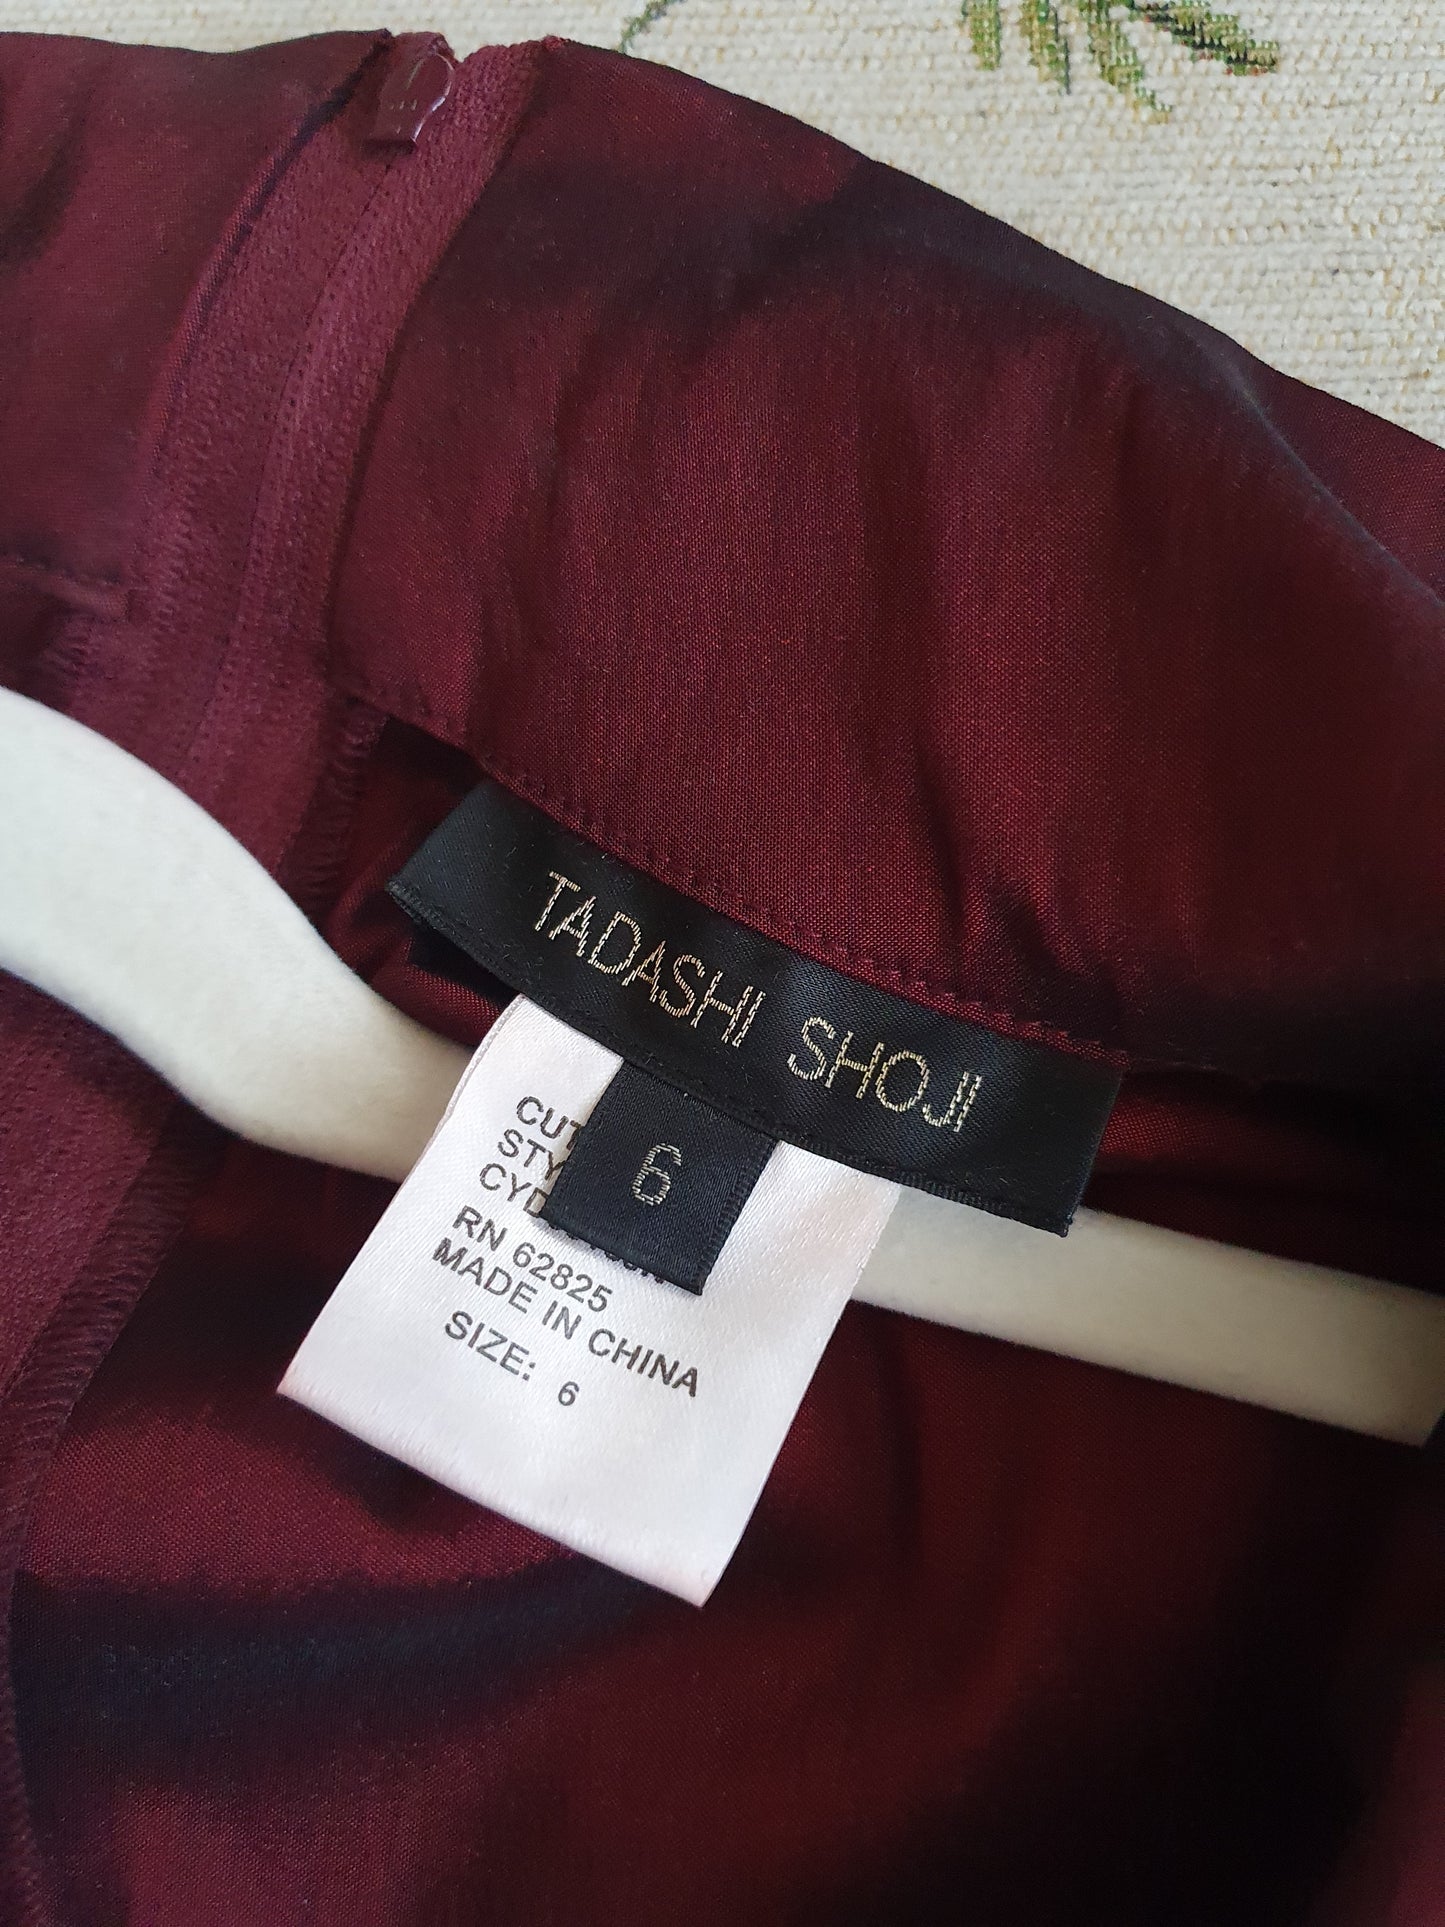 TADASHI SHOJI
6
RN 62825
MADE IN CHINA
SIZE: 6